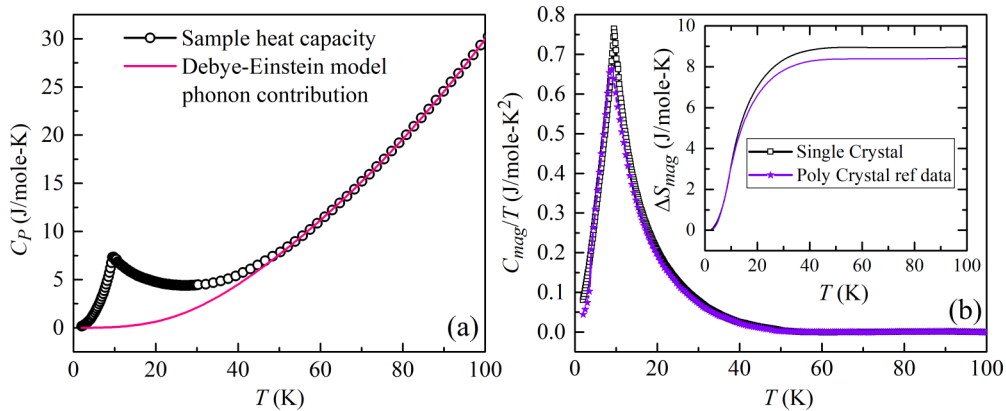 30
25
20
15
10
5
0
C_P (J/mole-K)
Sample heat capacity
Debye-Einstein model
phonon contribution
(a)
0 20 40 60 80 100
T (K)
0.8
0.7
0.6
0.5
0.4
0.3
0.2
0.1
0.0
C_mag/T (J/mole-K²)
10
8
6
4
2
0
ΔS_mag (J/mole-K)
Single Crystal
Poly Crystal ref data
0 20 40 60 80 100
T (K)
(b)
0 20 40 60 80 100
T (K)